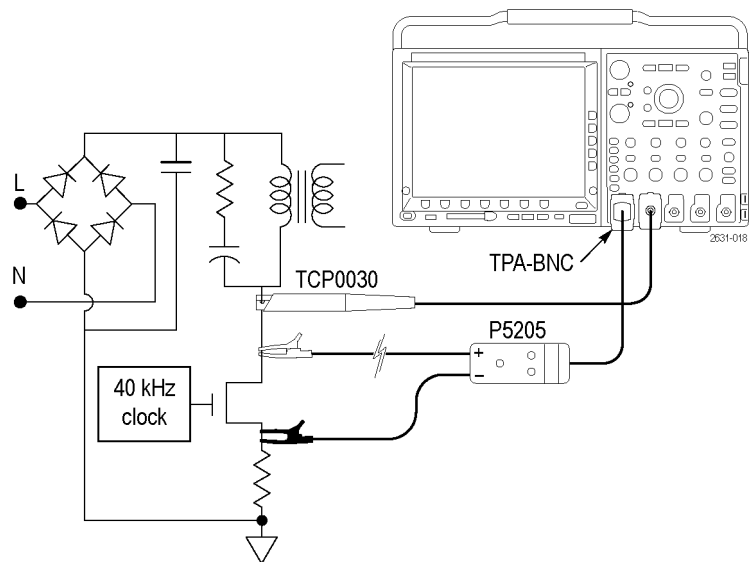 L
2631-018
TPA-BNC
N
TCP0030
P5205
+
−
40 kHz
clock